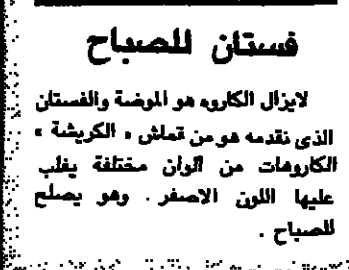 فستان للصباح
لايزال الكاروه هو الموضة والفستان
الذى نقدمه هو من قماش « الكريشة »
الكاروهات من ألوان مختلفة يغلب
عليها اللون الاصفر . وهو يصلح
للصباح .